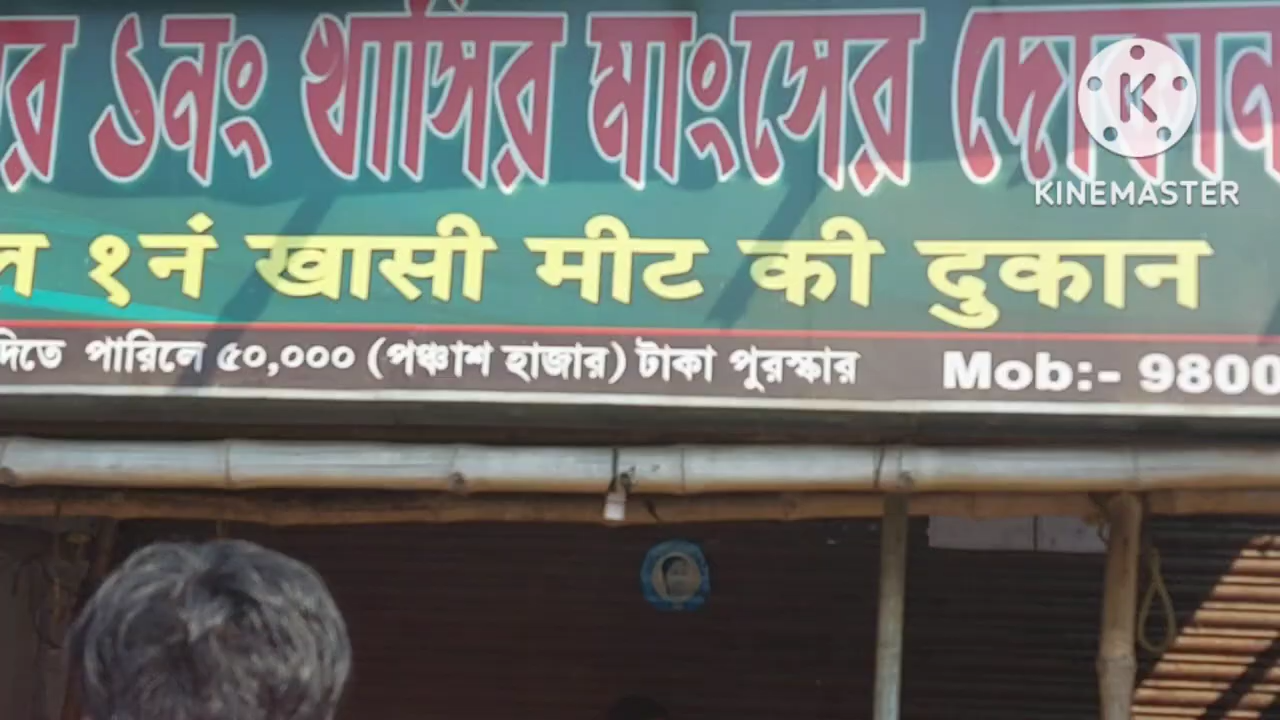 র ১নং খাসির মাংসের দোকান
ল १नं खासी मीट की दुकान
দিতে পারিলে ৫০,০০০ (পঞ্চাশ হাজার) টাকা পুরস্কার Mob:- 9800
KINEMASTER